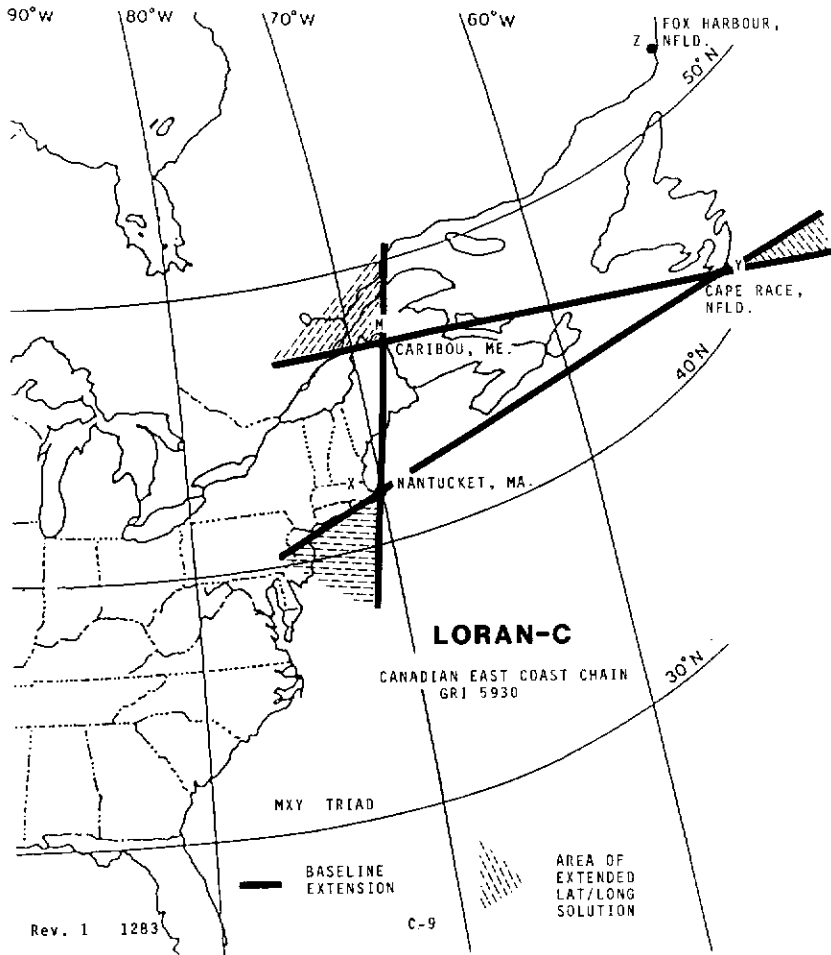 90°W
80°W
70°W
60°W
FOX HARBOUR,
Z NFLD.
50°N
Y
CAPE RACE,
NFLD.
M
CARIBOU, ME.
40°N
X
NANTUCKET, MA.
LORAN-C
CANADIAN EAST COAST CHAIN
GRI 5930
30°N
MXY TRIAD
BASELINE
EXTENSION
AREA OF
EXTENDED
LAT/LONG
SOLUTION
Rev. 1 1283
C-9